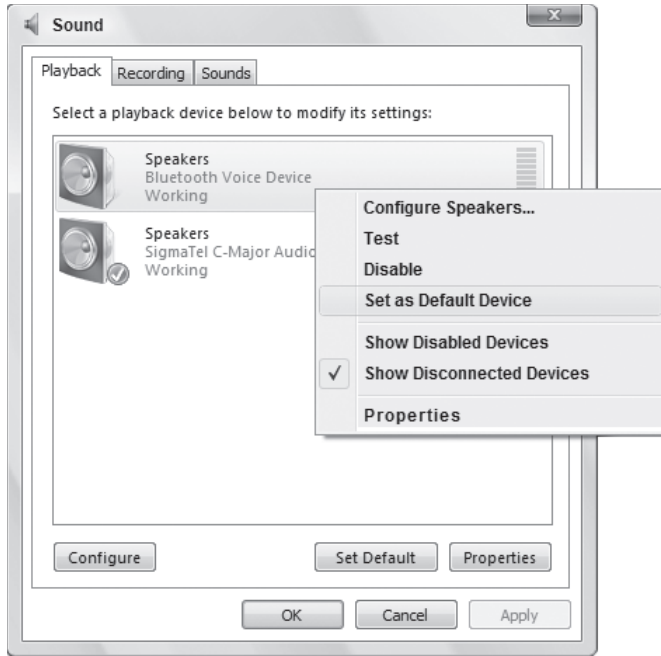 Sound
Playback
Recording
Sounds
Select a playback device below to modify its settings:
Speakers
Bluetooth Voice Device
Working
Speakers
SigmaTel C-Major Audio
Working
Configure Speakers...
Test
Disable
Set as Default Device
Show Disabled Devices
Show Disconnected Devices
Properties
Configure
Set Default
Properties
OK
Cancel
Apply